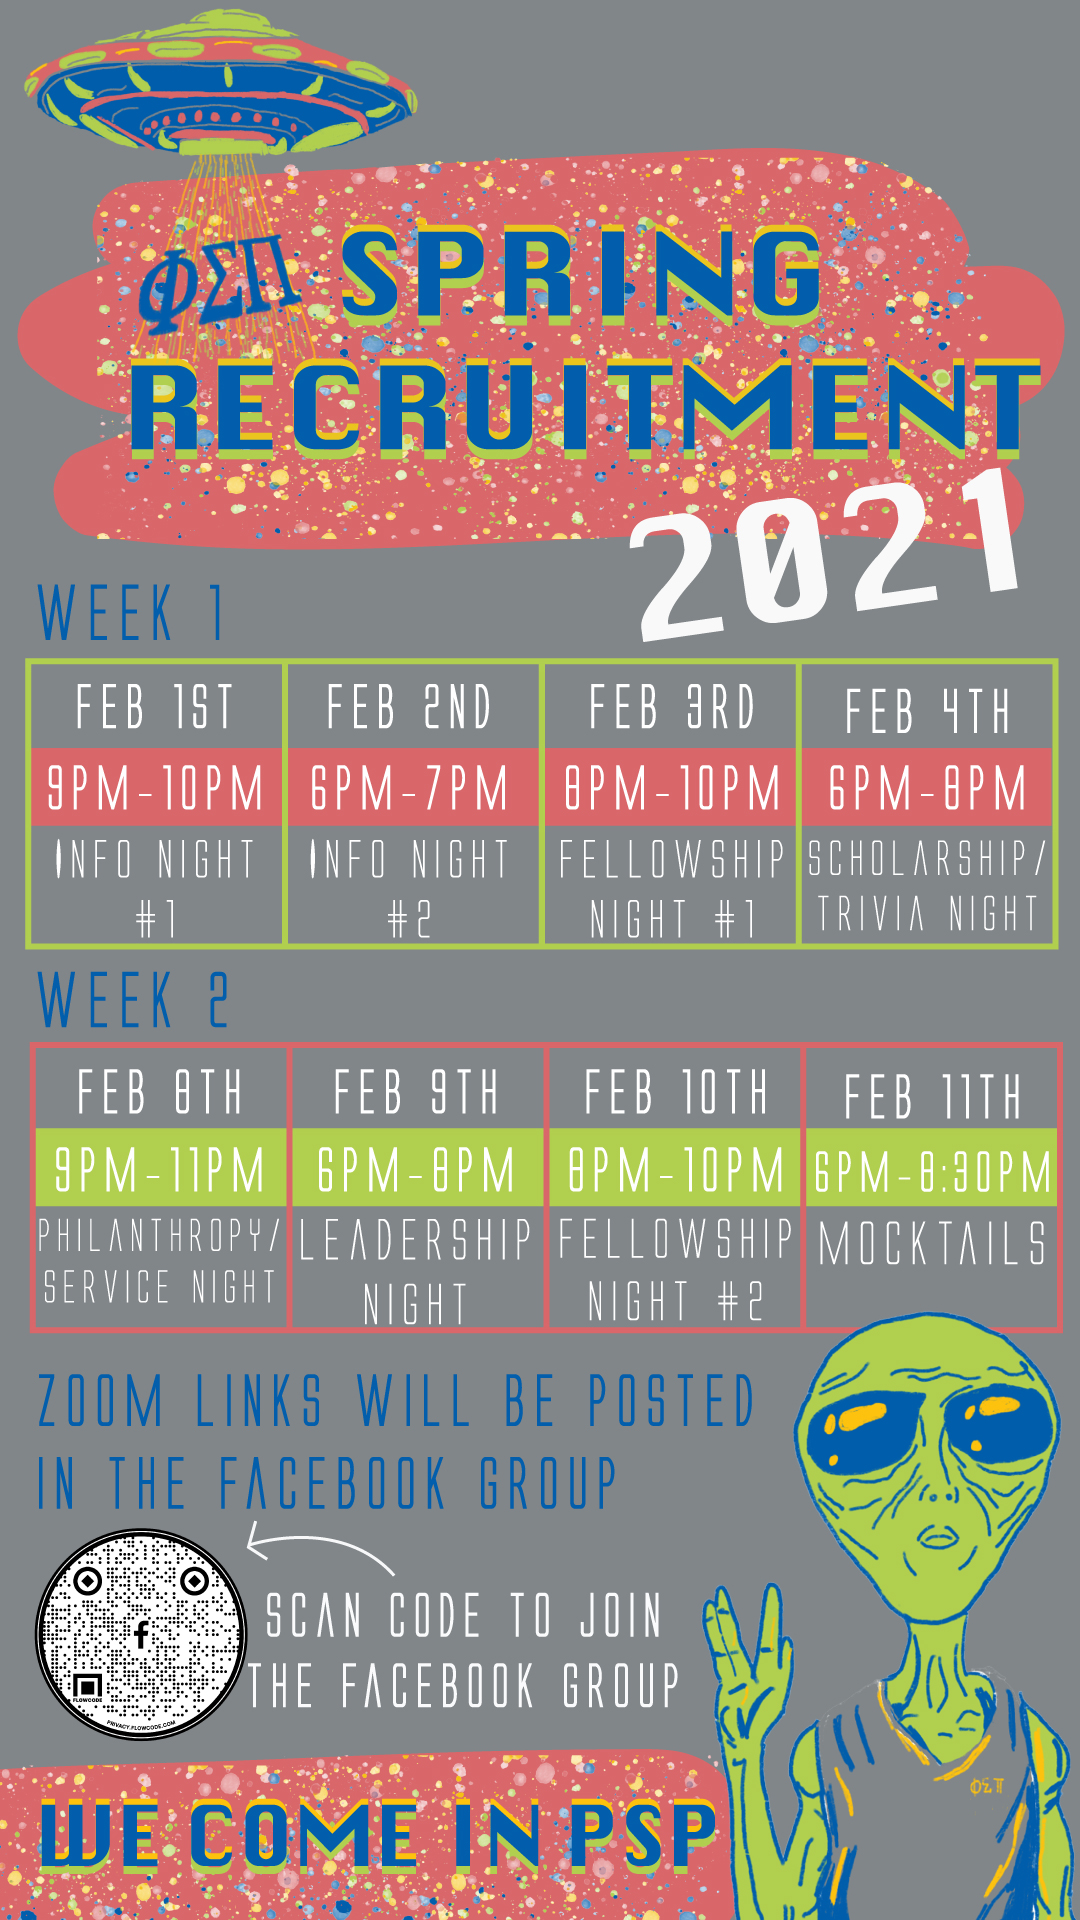 ΦΣΠ SPRING
RECRUITMENT
2021
WEEK 1
FEB 1ST
9PM-10PM
INFO NIGHT
#1
FEB 2ND
6PM-7PM
INFO NIGHT
#2
FEB 3RD
8PM-10PM
FELLOWSHIP
NIGHT #1
FEB 4TH
6PM-8PM
SCHOLARSHIP/
TRIVIA NIGHT
WEEK 2
FEB 8TH
9PM-11PM
PHILANTHROPY/
SERVICE NIGHT
FEB 9TH
6PM-8PM
LEADERSHIP
NIGHT
FEB 10TH
8PM-10PM
FELLOWSHIP
NIGHT #2
FEB 11TH
6PM-8:30PM
MOCKTAILS
ZOOM LINKS WILL BE POSTED
IN THE FACEBOOK GROUP
SCAN CODE TO JOIN
THE FACEBOOK GROUP
f
FLOWCODE
PRIVACY.FLOWCODE.COM
ΦΣΠ
WE COME IN PSP